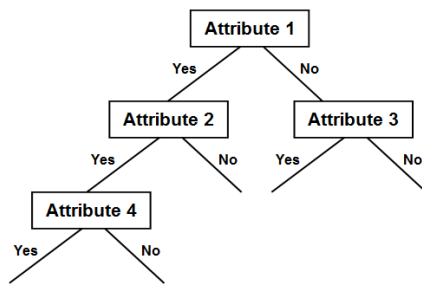 Attribute 1
Yes
No
Attribute 2
Attribute 3
Yes
No
Yes
No
Attribute 4
Yes
No